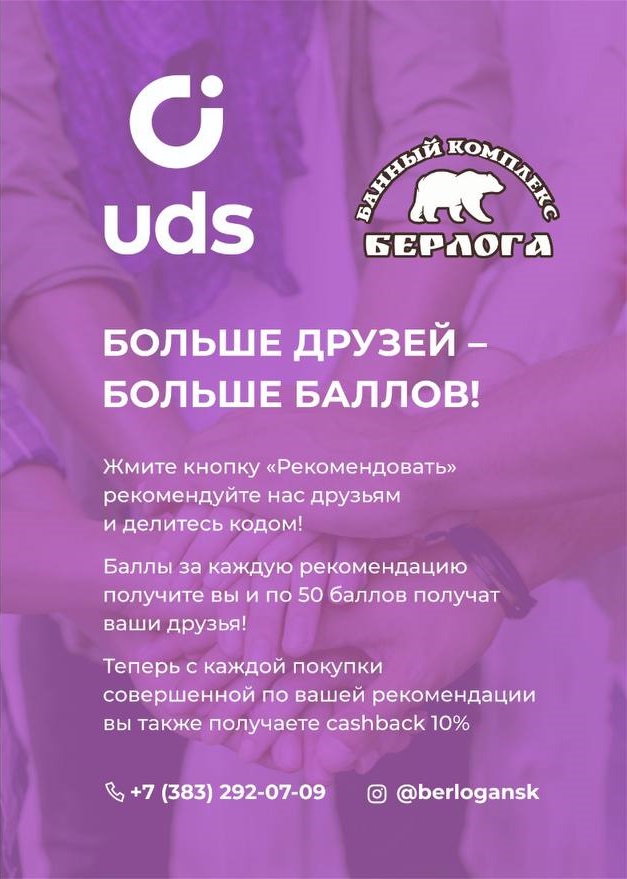 uds
БАННЫЙ КОМПЛЕКС
БЕРЛОГА
БОЛЬШЕ ДРУЗЕЙ –
БОЛЬШЕ БАЛЛОВ!
Жмите кнопку «Рекомендовать»
рекомендуйте нас друзьям
и делитесь кодом!
Баллы за каждую рекомендацию
получите вы и по 50 баллов получат
ваши друзья!
Теперь с каждой покупки
совершенной по вашей рекомендации
вы также получаете cashback 10%
+7 (383) 292-07-09
@berlogansk